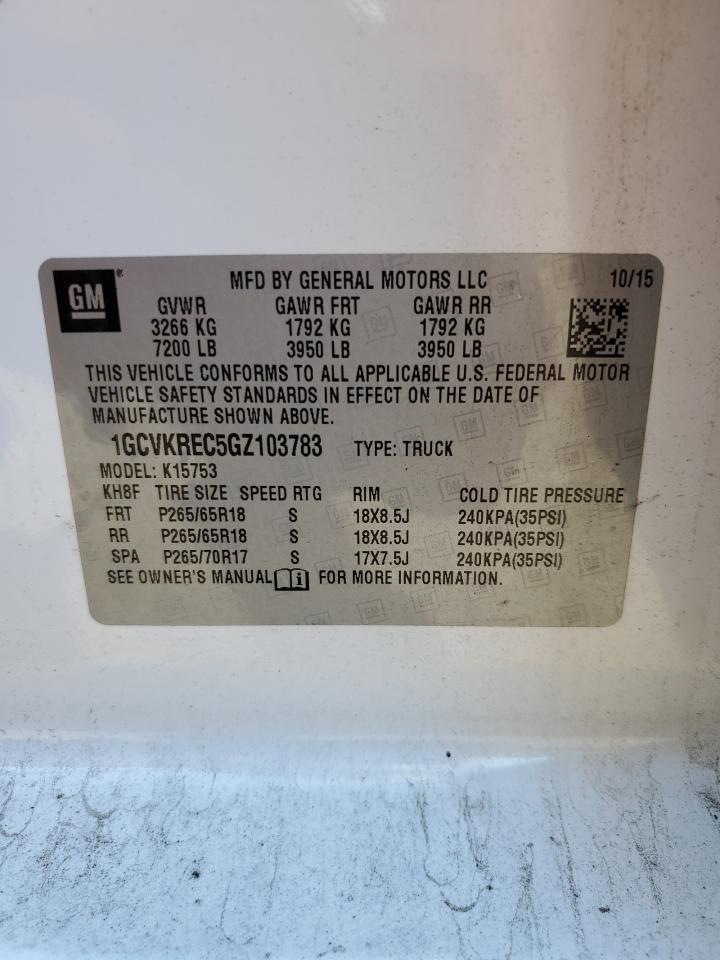 GM®
MFD BY GENERAL MOTORS LLC 10/15
GVWR GAWR FRT GAWR RR
3266 KG 1792 KG 1792 KG
7200 LB 3950 LB 3950 LB
THIS VEHICLE CONFORMS TO ALL APPLICABLE U.S. FEDERAL MOTOR
VEHICLE SAFETY STANDARDS IN EFFECT ON THE DATE OF
MANUFACTURE SHOWN ABOVE.
1GCVKREC5GZ103783 TYPE: TRUCK
MODEL: K15753
KH8F TIRE SIZE SPEED RTG RIM COLD TIRE PRESSURE
FRT P265/65R18 S 18X8.5J 240KPA(35PSI)
RR P265/65R18 S 18X8.5J 240KPA(35PSI)
SPA P265/70R17 S 17X7.5J 240KPA(35PSI)
SEE OWNER'S MANUAL FOR MORE INFORMATION.